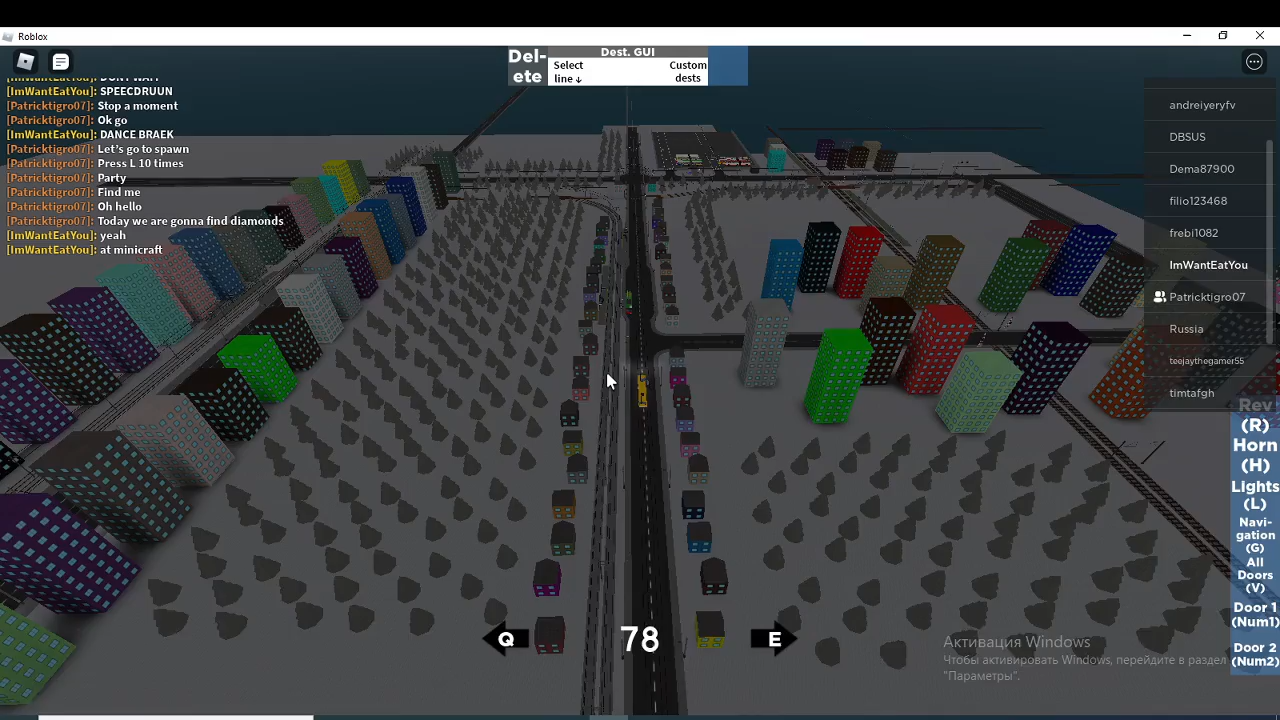 Roblox
[ImWantEatYou]: DONT WAIT
[ImWantEatYou]: SPEECDRUUN
[Patricktigro07]: Stop a moment
[Patricktigro07]: Ok go
[ImWantEatYou]: DANCE BRAEK
[Patricktigro07]: Let's go to spawn
[Patricktigro07]: Press L 10 times
[Patricktigro07]: Party
[Patricktigro07]: Find me
[Patricktigro07]: Oh hello
[Patricktigro07]: Today we are gonna find diamonds
[ImWantEatYou]: yeah
[ImWantEatYou]: at minicraft
Del-
ete
Dest. GUI
Select
line ↓
Custom
dests
andreiyeryfv
DBSUS
Dema87900
filio123468
frebi1082
ImWantEatYou
Patricktigro07
Russia
teejaythegamer55
timtafgh
Rev
(R)
Horn
(H)
Lights
(L)
Navi-
gation
(G)
All
Doors
(V)
Door 1
(Num1)
Door 2
(Num2)
Q
78
E
Активация Windows
Чтобы активировать Windows, перейдите в раздел
"Параметры".